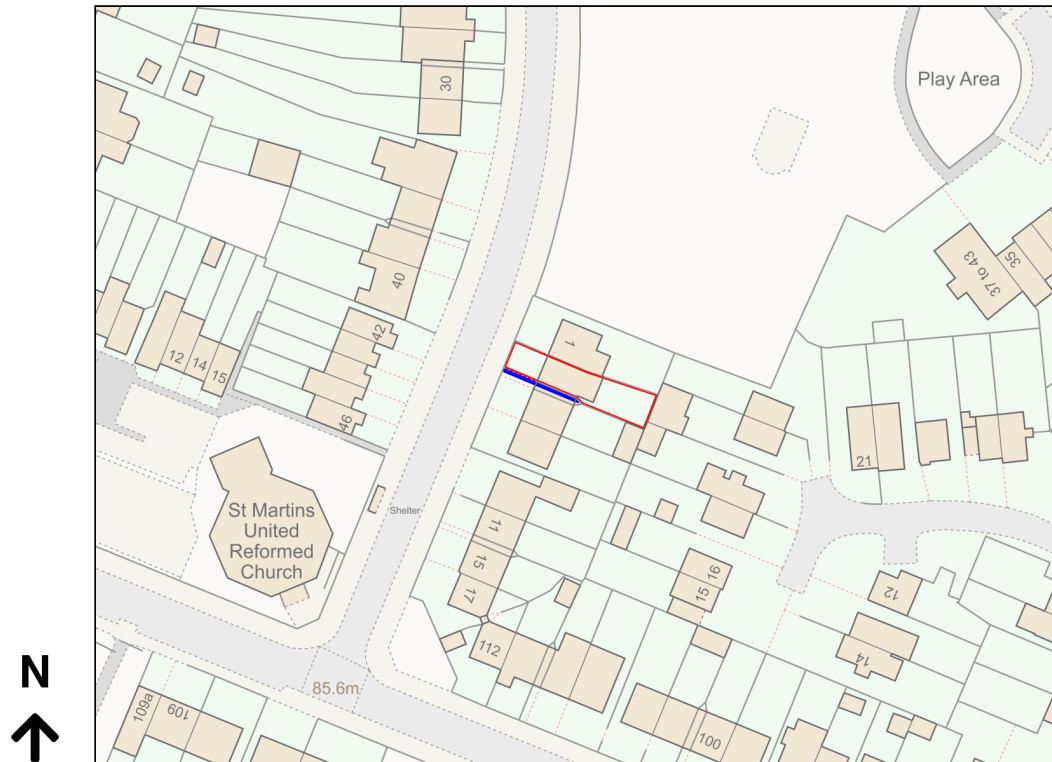 Play Area
30
40
42
46
12
14
15
1
35
37 to 43
21
St Martins
United
Reformed
Church
Shelter
11
15
17
112
16
15
12
14
N
85.6m
109a
109
100